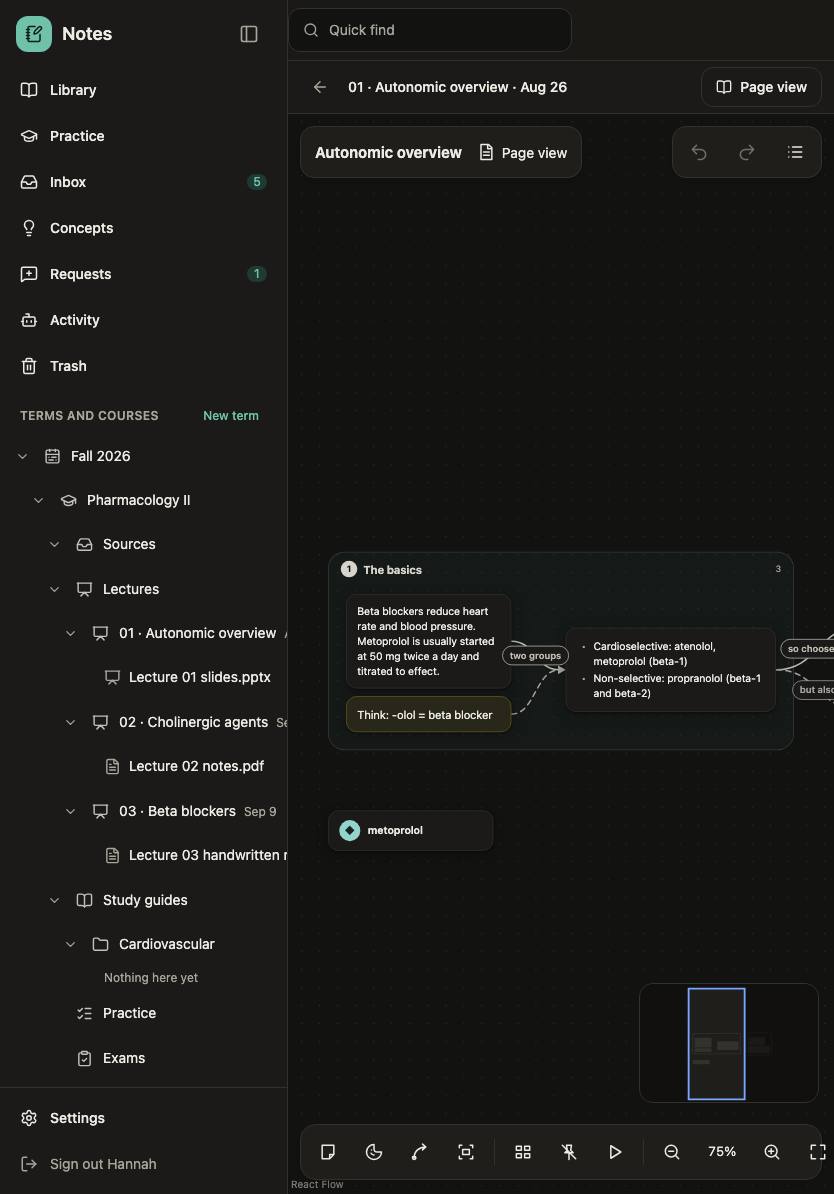 Notes
Quick find
Library
Practice
Inbox 5
Concepts
Requests 1
Activity
Trash
TERMS AND COURSES New term
Fall 2026
Pharmacology II
Sources
Lectures
01 · Autonomic overview
Lecture 01 slides.pptx
02 · Cholinergic agents
Lecture 02 notes.pdf
03 · Beta blockers Sep 9
Lecture 03 handwritten
Study guides
Cardiovascular
Nothing here yet
Practice
Exams
Settings
Sign out Hannah
01 · Autonomic overview · Aug 26
Page view
Autonomic overview Page view
1 The basics 3
Beta blockers reduce heart
rate and blood pressure.
Metoprolol is usually started
at 50 mg twice a day and
titrated to effect.
Think: -olol = beta blocker
two groups
• Cardioselective: atenolol,
metoprolol (beta-1)
• Non-selective: propranolol (beta-1
and beta-2)
so choose
but also
metoprolol
75%
React Flow